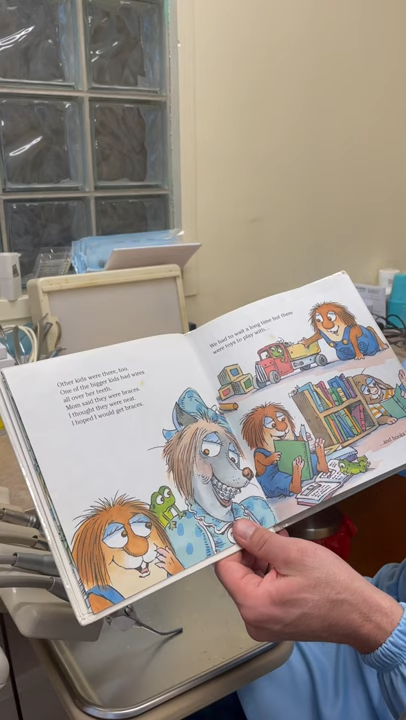 Other kids were there, too.
One of the bigger kids had wires
all over her teeth.
Mom said they were braces.
I thought they were neat.
I hoped I would get braces.
We had to wait a long time but there
were toys to play with...
and books